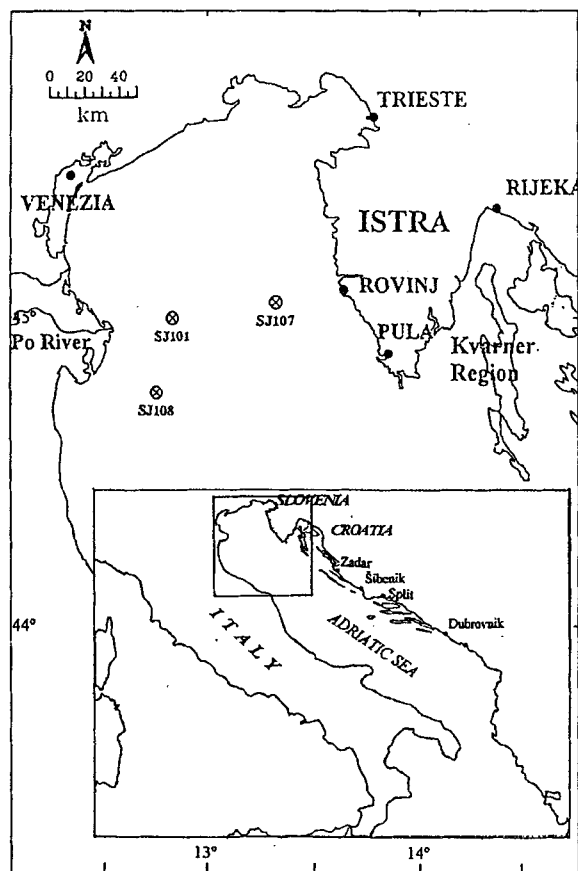 N
0 20 40
km
TRIESTE
VENEZIA
RIJEKA
ISTRA
ROVINJ
45°
SJ101
SJ107
Po River
PULA
Kvarner
Region
SJ108
SLOVENIA
CROATIA
Zadar
Šibenik
Split
ITALY
ADRIATIC SEA
Dubrovnik
44°
13°
14°